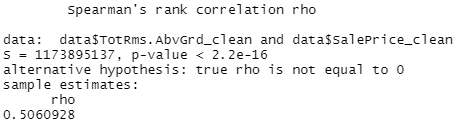 Spearman's rank correlation rho
data: data$TotRms.AbvGrd_clean and data$SalePrice_clean
S = 1173895137, p-value < 2.2e-16
alternative hypothesis: true rho is not equal to 0
sample estimates:
rho
0.5060928